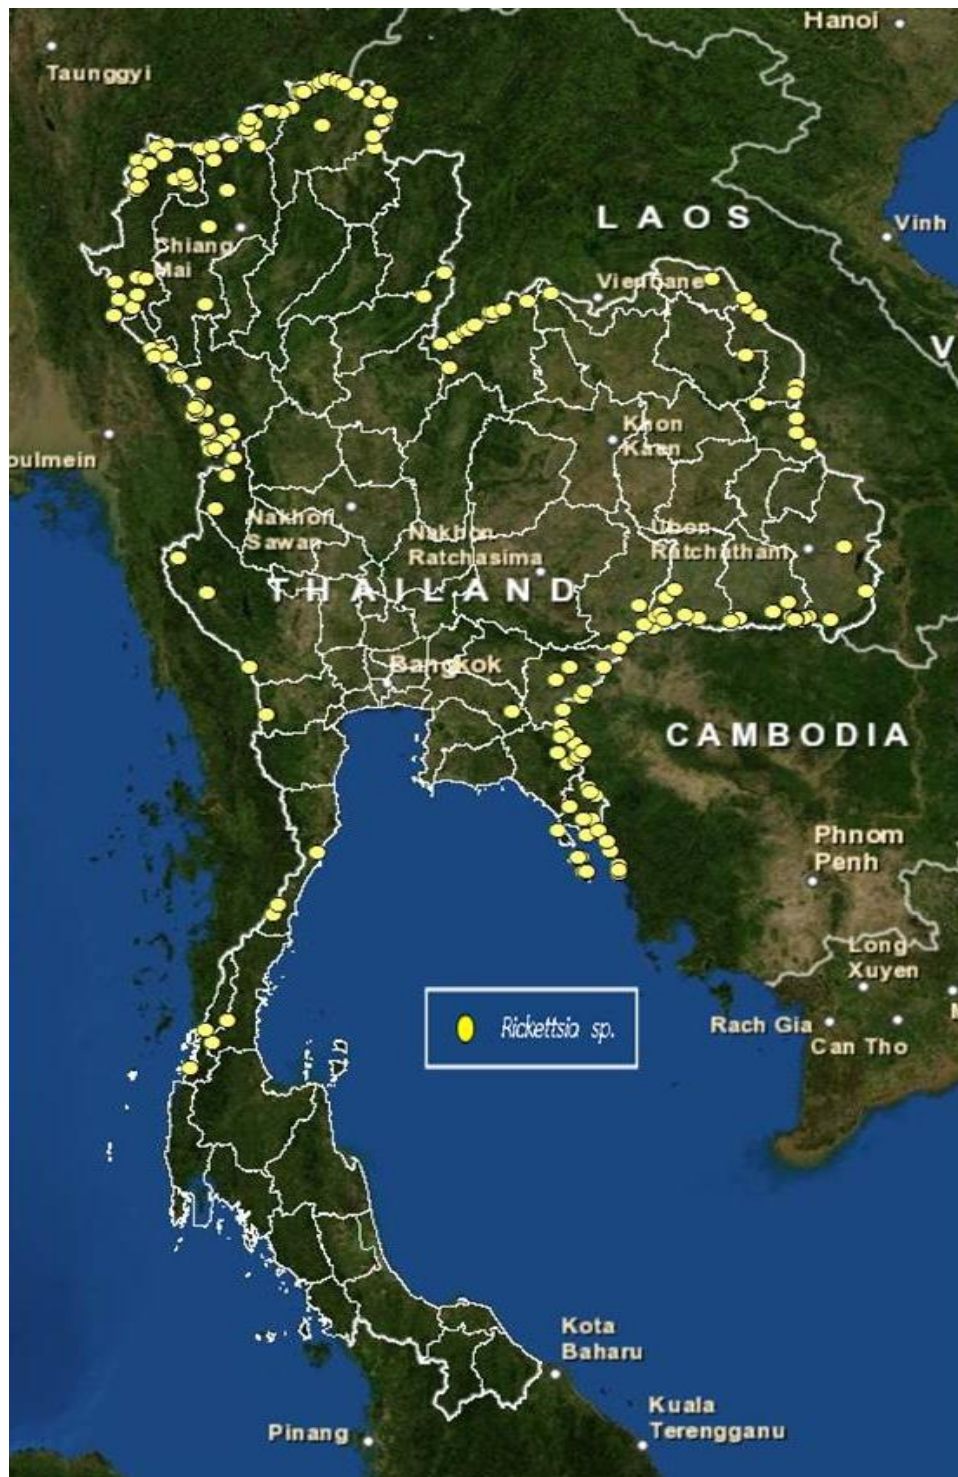 Hanoi
Taunggyi
LAOS
Vinh
Chiang
Mai
Vientiane
V
Khon
Kaen
oulmein
Nakhon
Sawan
Nakhon
Ratchasima
Ubon
Ratchathani
THAILAND
Bangkok
CAMBODIA
Phnom
Penh
Long
Xuyen
Rickettsia sp.
Rach Gia
Can Tho
Kota
Baharu
Kuala
Terengganu
Pinang